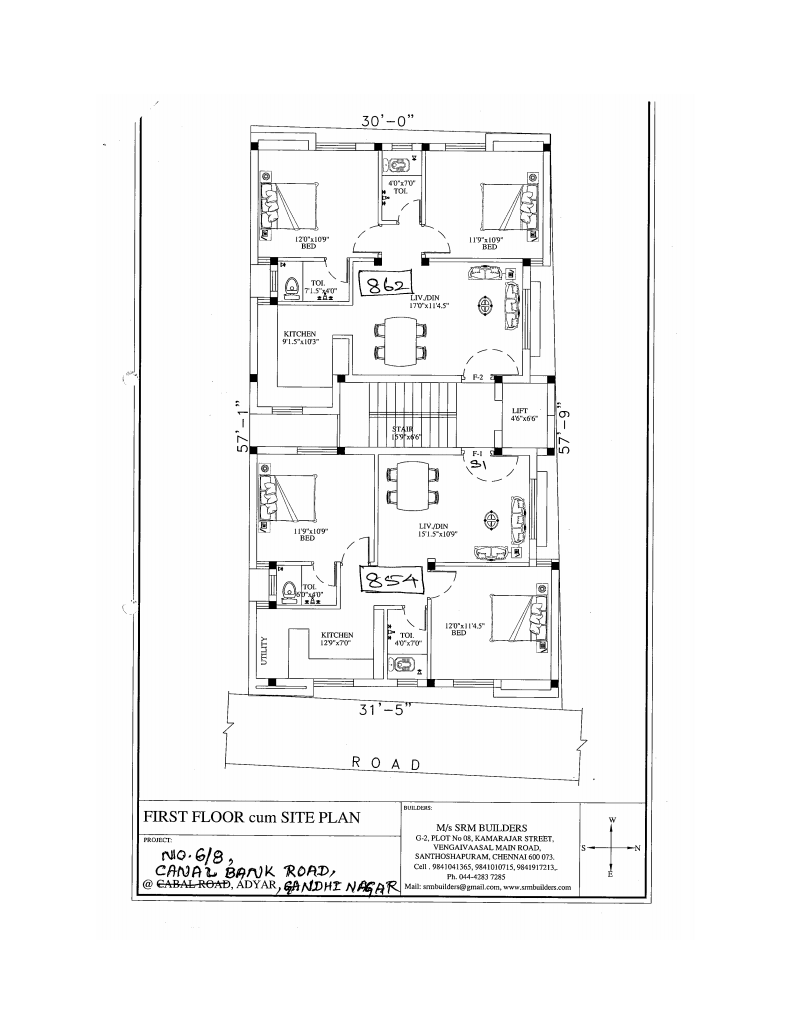 30'-0"
4'0"x7'0"
TOI.
12'0"x10'9"
BED
11'9"x10'9"
BED
TOI.
7'1.5"x4'0"
862
LIV./DIN
17'0"x11'4.5"
KITCHEN
9'1.5"x10'3"
F-2
LIFT
4'6"x6'6"
STAIR
15'9"x6'6"
57'-1"
57'-9"
F-1
S1
LIV./DIN
15'1.5"x10'9"
11'9"x10'9"
BED
854
TOI.
6'0"x4'0"
12'0"x11'4.5"
BED
KITCHEN
12'9"x7'0"
TOI.
4'0"x7'0"
UTILITY
31'-5"
ROAD
FIRST FLOOR cum SITE PLAN
PROJECT:
NO. 6/8,
CANAL BANK ROAD,
@ CABAL ROAD, ADYAR, GANDHI NAGAR
BUILDERS:
M/s SRM BUILDERS
G-2, PLOT No 08, KAMARAJAR STREET,
VENGAIVAASAL MAIN ROAD,
SANTHOSHAPURAM, CHENNAI 600 073.
Cell . 9841041365, 9841010715, 9841917213,.
Ph. 044-4283 7285
Mail: srmbuilders@gmail.com, www.srmbuilders.com
W
S
N
E